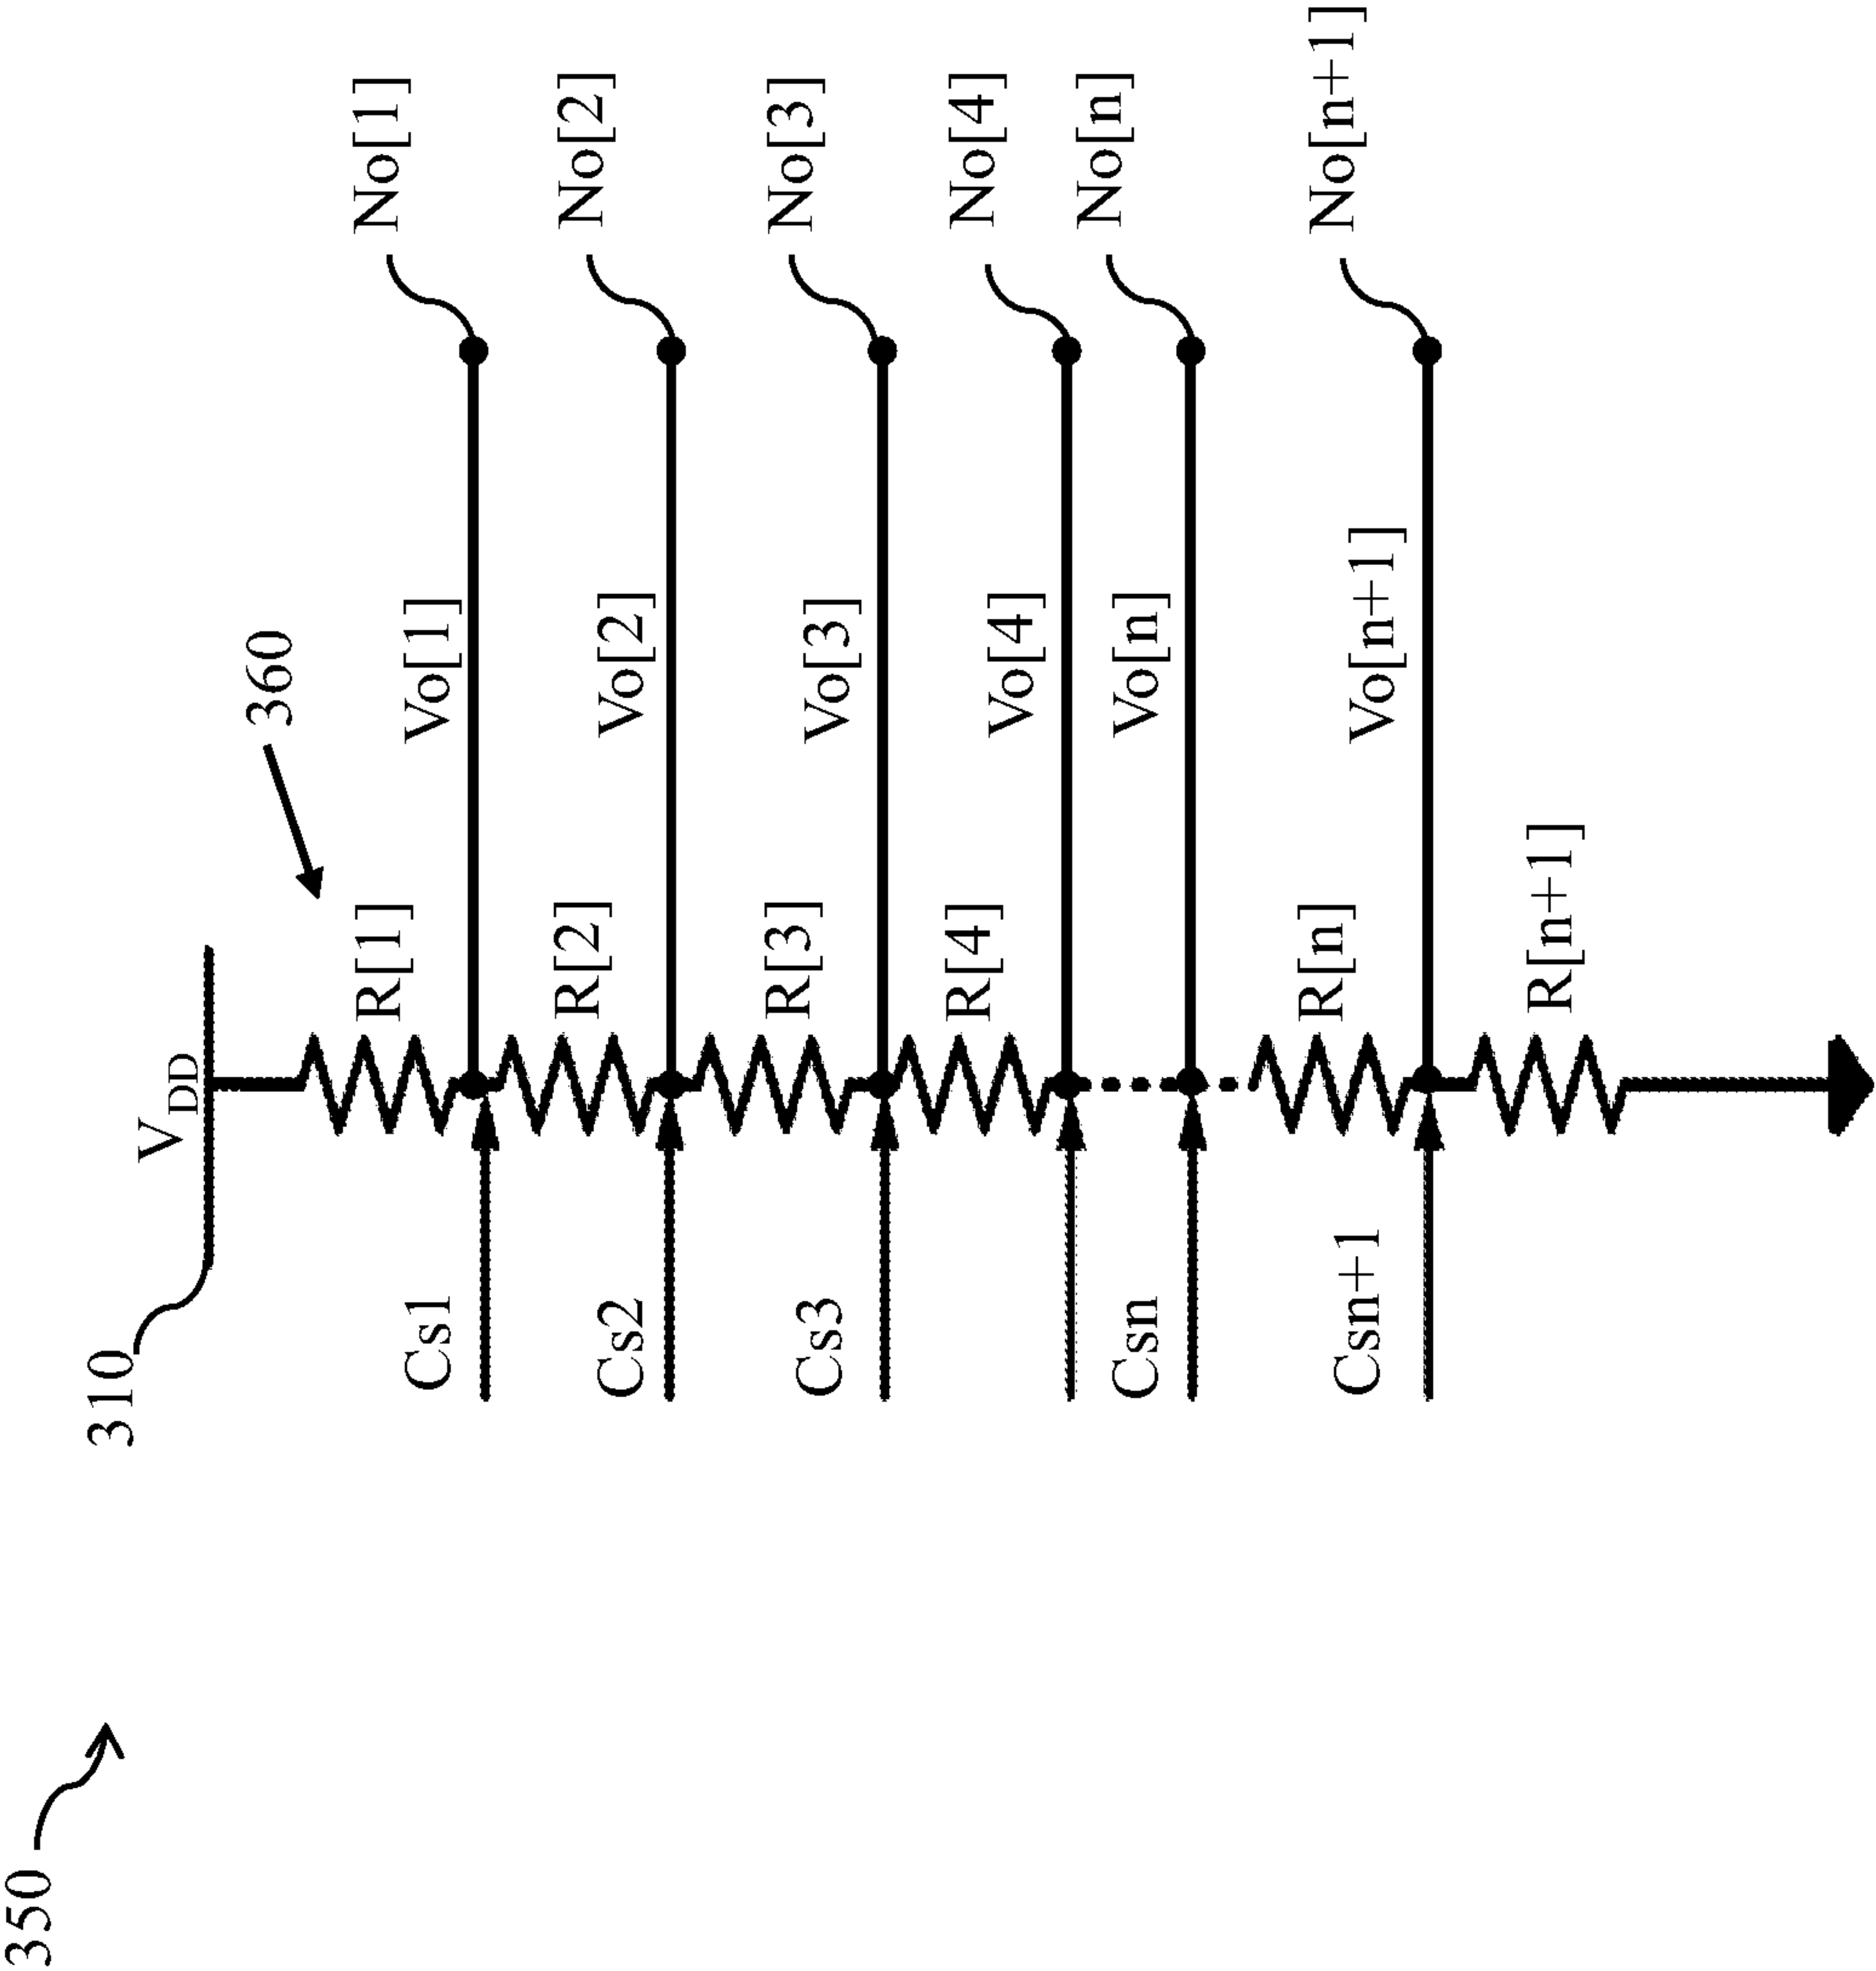 350
310
V
DD
360
R[1]
R[2]
R[3]
R[4]
R[n]
R[n+1]
Cs1
Cs2
Cs3
Csn
Csn+1
Vo[1]
Vo[2]
Vo[3]
Vo[4]
Vo[n]
Vo[n+1]
No[1]
No[2]
No[3]
No[4]
No[n]
No[n+1]